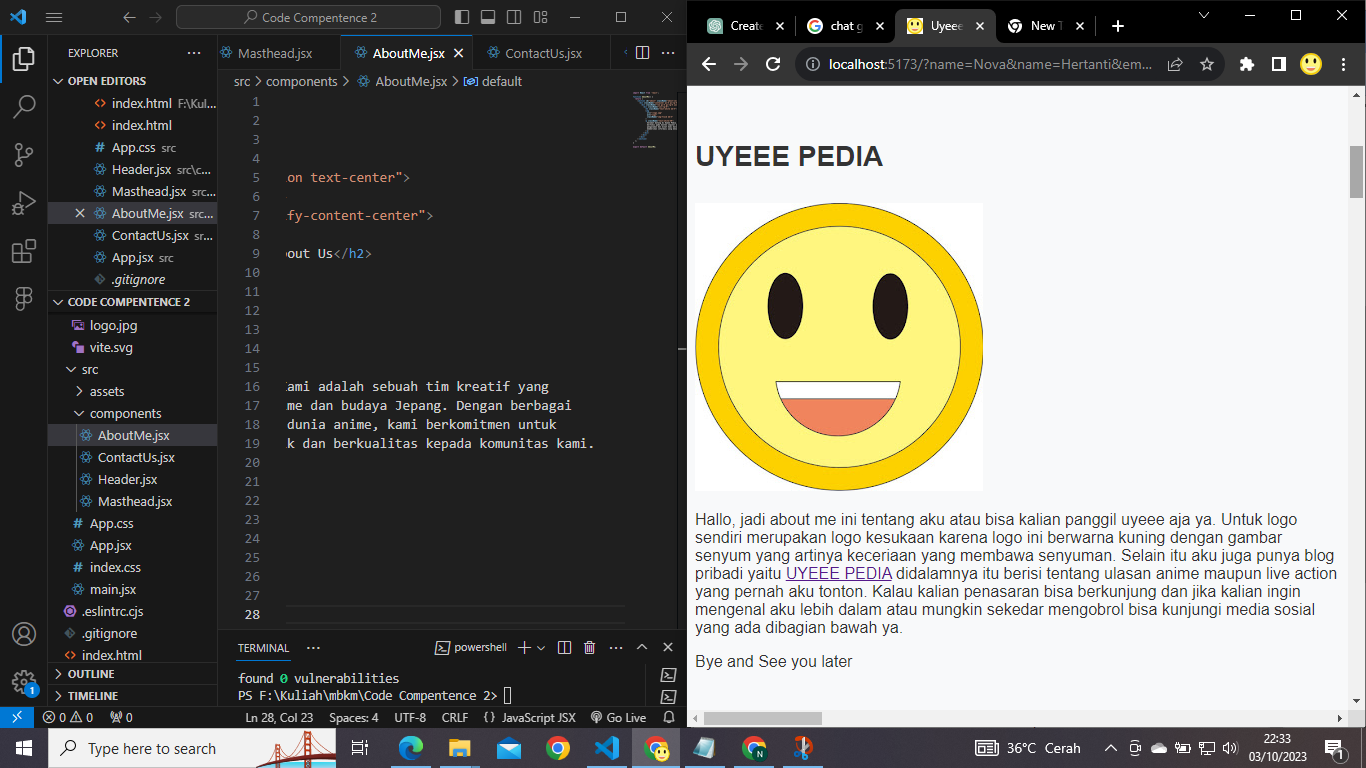 Code Compentence 2
EXPLORER
OPEN EDITORS
index.html F:\Kul...
index.html
App.css src
Header.jsx src\c...
Masthead.jsx src...
AboutMe.jsx src...
ContactUs.jsx sr...
App.jsx src
.gitignore
CODE COMPENTENCE 2
logo.jpg
vite.svg
src
assets
components
AboutMe.jsx
ContactUs.jsx
Header.jsx
Masthead.jsx
App.css
App.jsx
index.css
main.jsx
.eslintrc.cjs
.gitignore
index.html
OUTLINE
TIMELINE
Masthead.jsx AboutMe.jsx ContactUs.jsx
src > components > AboutMe.jsx > default
1
2
3
4
5 on text-center">
6
7 fy-content-center">
8
9 out Us</h2>
10
11
12
13
14
15
16 ami adalah sebuah tim kreatif yang
17 me dan budaya Jepang. Dengan berbagai
18 dunia anime, kami berkomitmen untuk
19 k dan berkualitas kepada komunitas kami.
20
21
22
23
24
25
26
27
28
TERMINAL powershell
found 0 vulnerabilities
PS F:\Kuliah\mbkm\Code Compentence 2>
1
0 0 0 Ln 28, Col 23 Spaces: 4 UTF-8 CRLF {} JavaScript JSX Go Live
Create chat g Uyeee New T
localhost:5173/?name=Nova&name=Hertanti&em...
UYEEE PEDIA
Hallo, jadi about me ini tentang aku atau bisa kalian panggil uyeee aja ya. Untuk logo
sendiri merupakan logo kesukaan karena logo ini berwarna kuning dengan gambar
senyum yang artinya keceriaan yang membawa senyuman. Selain itu aku juga punya blog
pribadi yaitu UYEEE PEDIA didalamnya itu berisi tentang ulasan anime maupun live action
yang pernah aku tonton. Kalau kalian penasaran bisa berkunjung dan jika kalian ingin
mengenal aku lebih dalam atau mungkin sekedar mengobrol bisa kunjungi media sosial
yang ada dibagian bawah ya.
Bye and See you later
Type here to search
N
36°C Cerah
22:33
03/10/2023
1